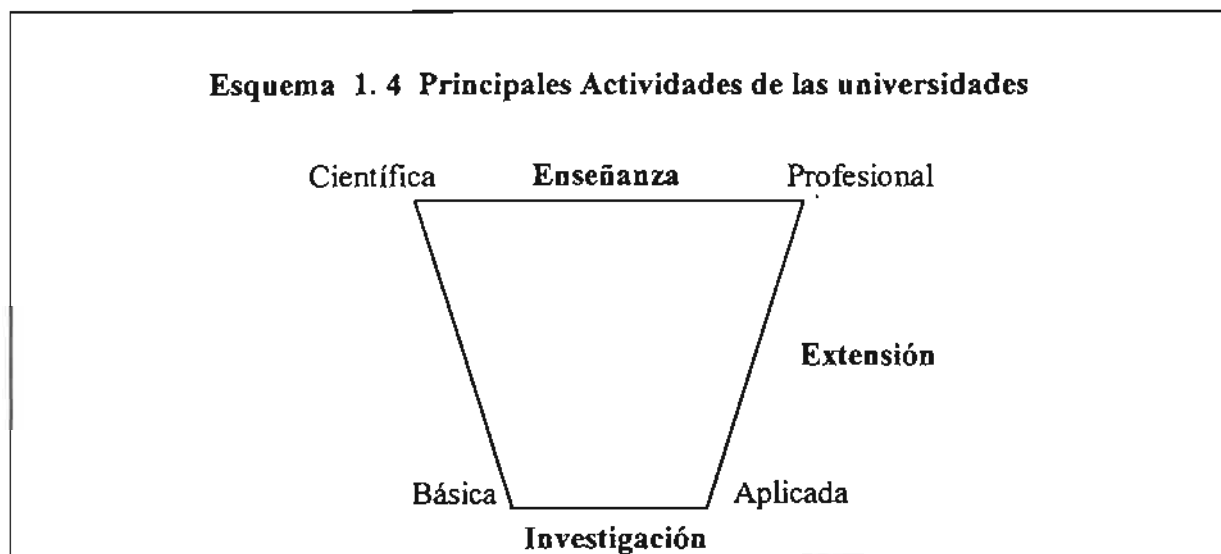 Esquema 1. 4 Principales Actividades de las universidades
Científica Enseñanza Profesional
Extensión
Básica Aplicada
Investigación